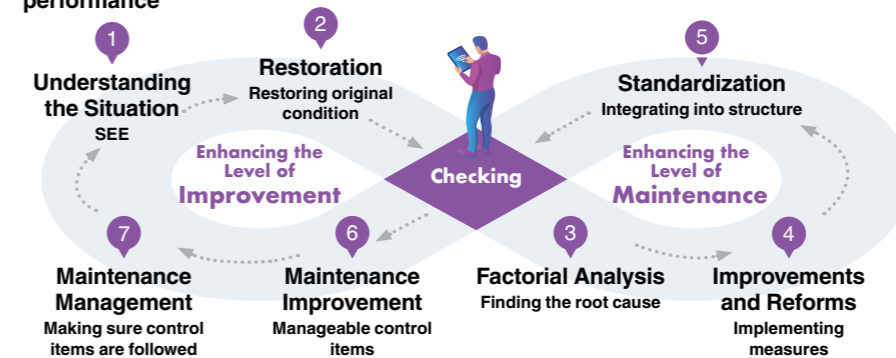 performance
1
Understanding
the Situation
SEE
2
Restoration
Restoring original
condition
5
Standardization
Integrating into structure
Enhancing the
Level of
Improvement
Checking
Enhancing the
Level of
Maintenance
7
Maintenance
Management
Making sure control
items are followed
6
Maintenance
Improvement
Manageable control
items
3
Factorial Analysis
Finding the root cause
4
Improvements
and Reforms
Implementing
measures